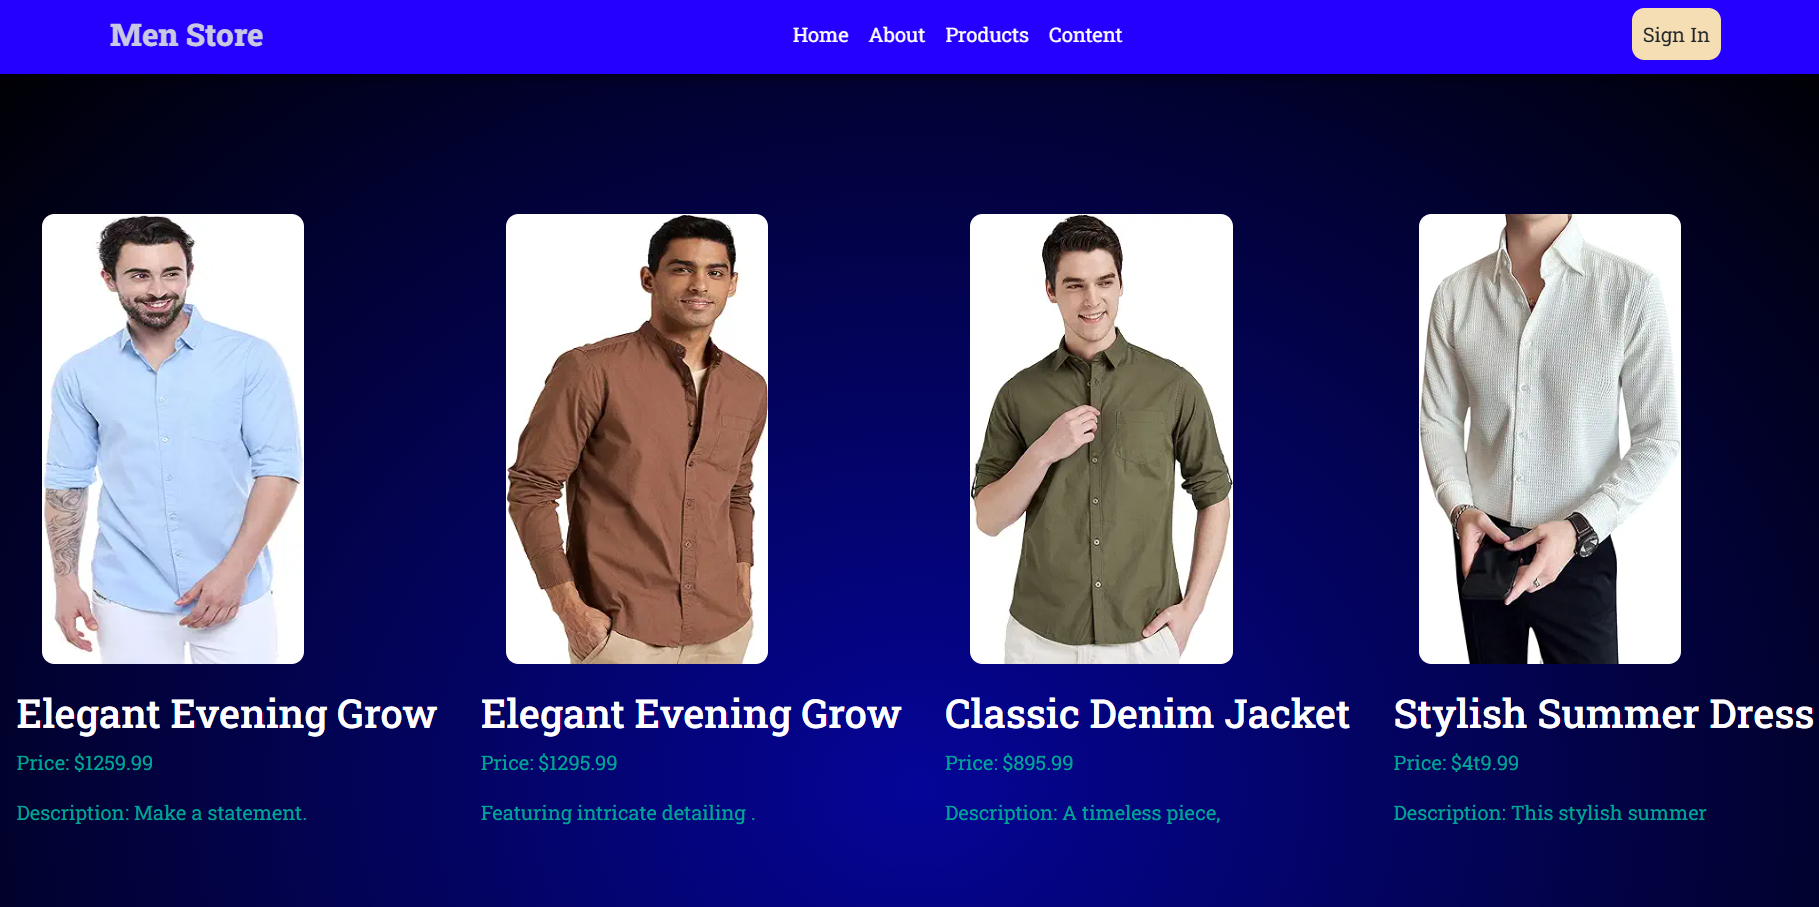 Men Store
Home About Products Content
Sign In
Elegant Evening Grow
Price: $1259.99
Description: Make a statement.
Elegant Evening Grow
Price: $1295.99
Featuring intricate detailing .
Classic Denim Jacket
Price: $895.99
Description: A timeless piece,
Stylish Summer Dress
Price: $4t9.99
Description: This stylish summer